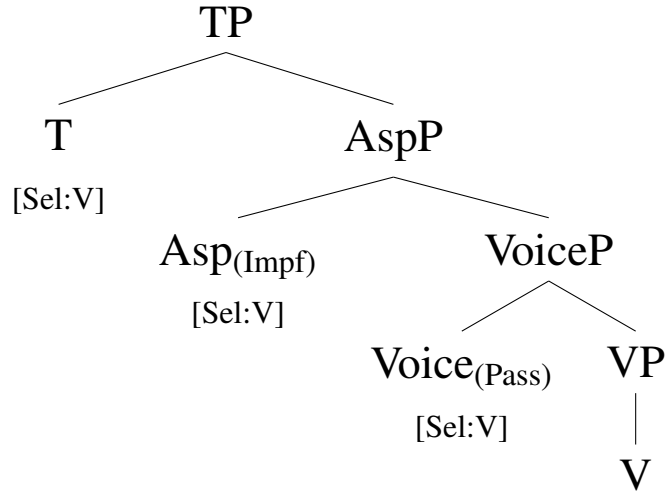 TP
T AspP
[Sel:V]
Asp(Impf) VoiceP
[Sel:V]
Voice(Pass) VP
[Sel:V]
V